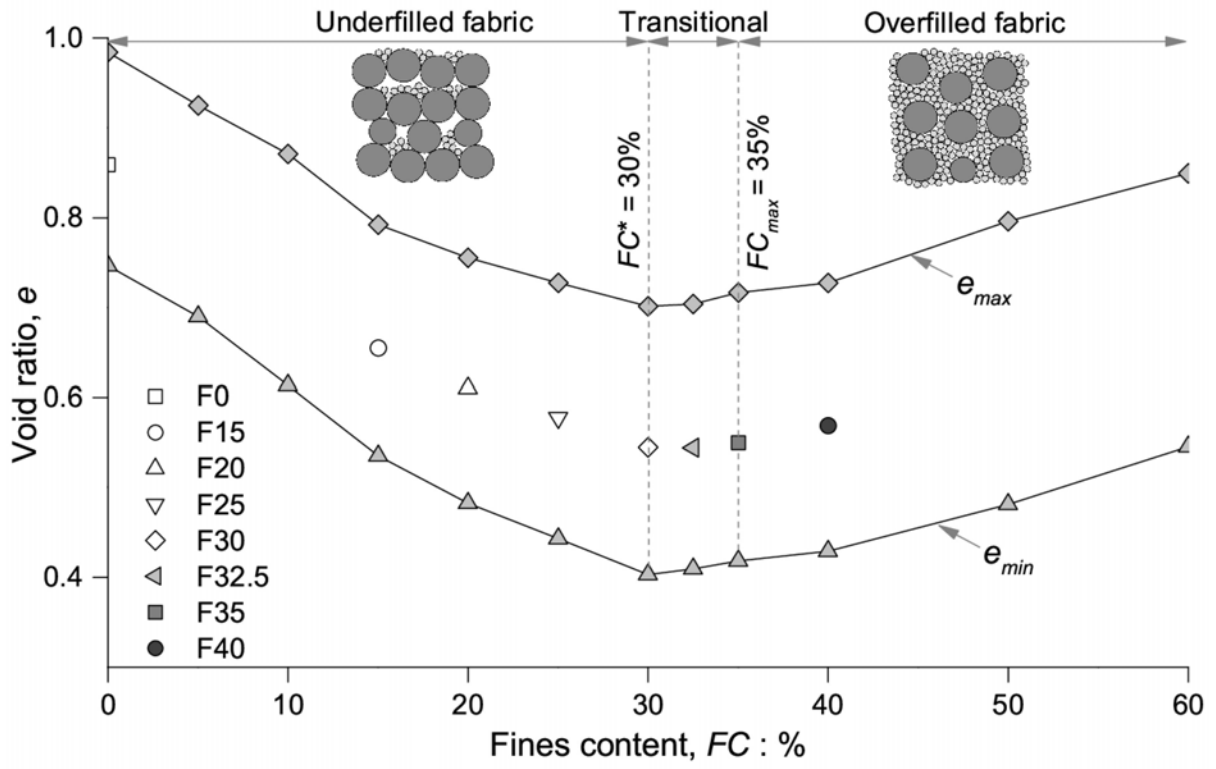 Underfilled fabric Transitional Overfilled fabric
1.0
0.8
0.6
0.4
Void ratio, e
FC* = 30%
FCmax = 35%
emax
emin
F0
F15
F20
F25
F30
F32.5
F35
F40
0 10 20 30 40 50 60
Fines content, FC : %